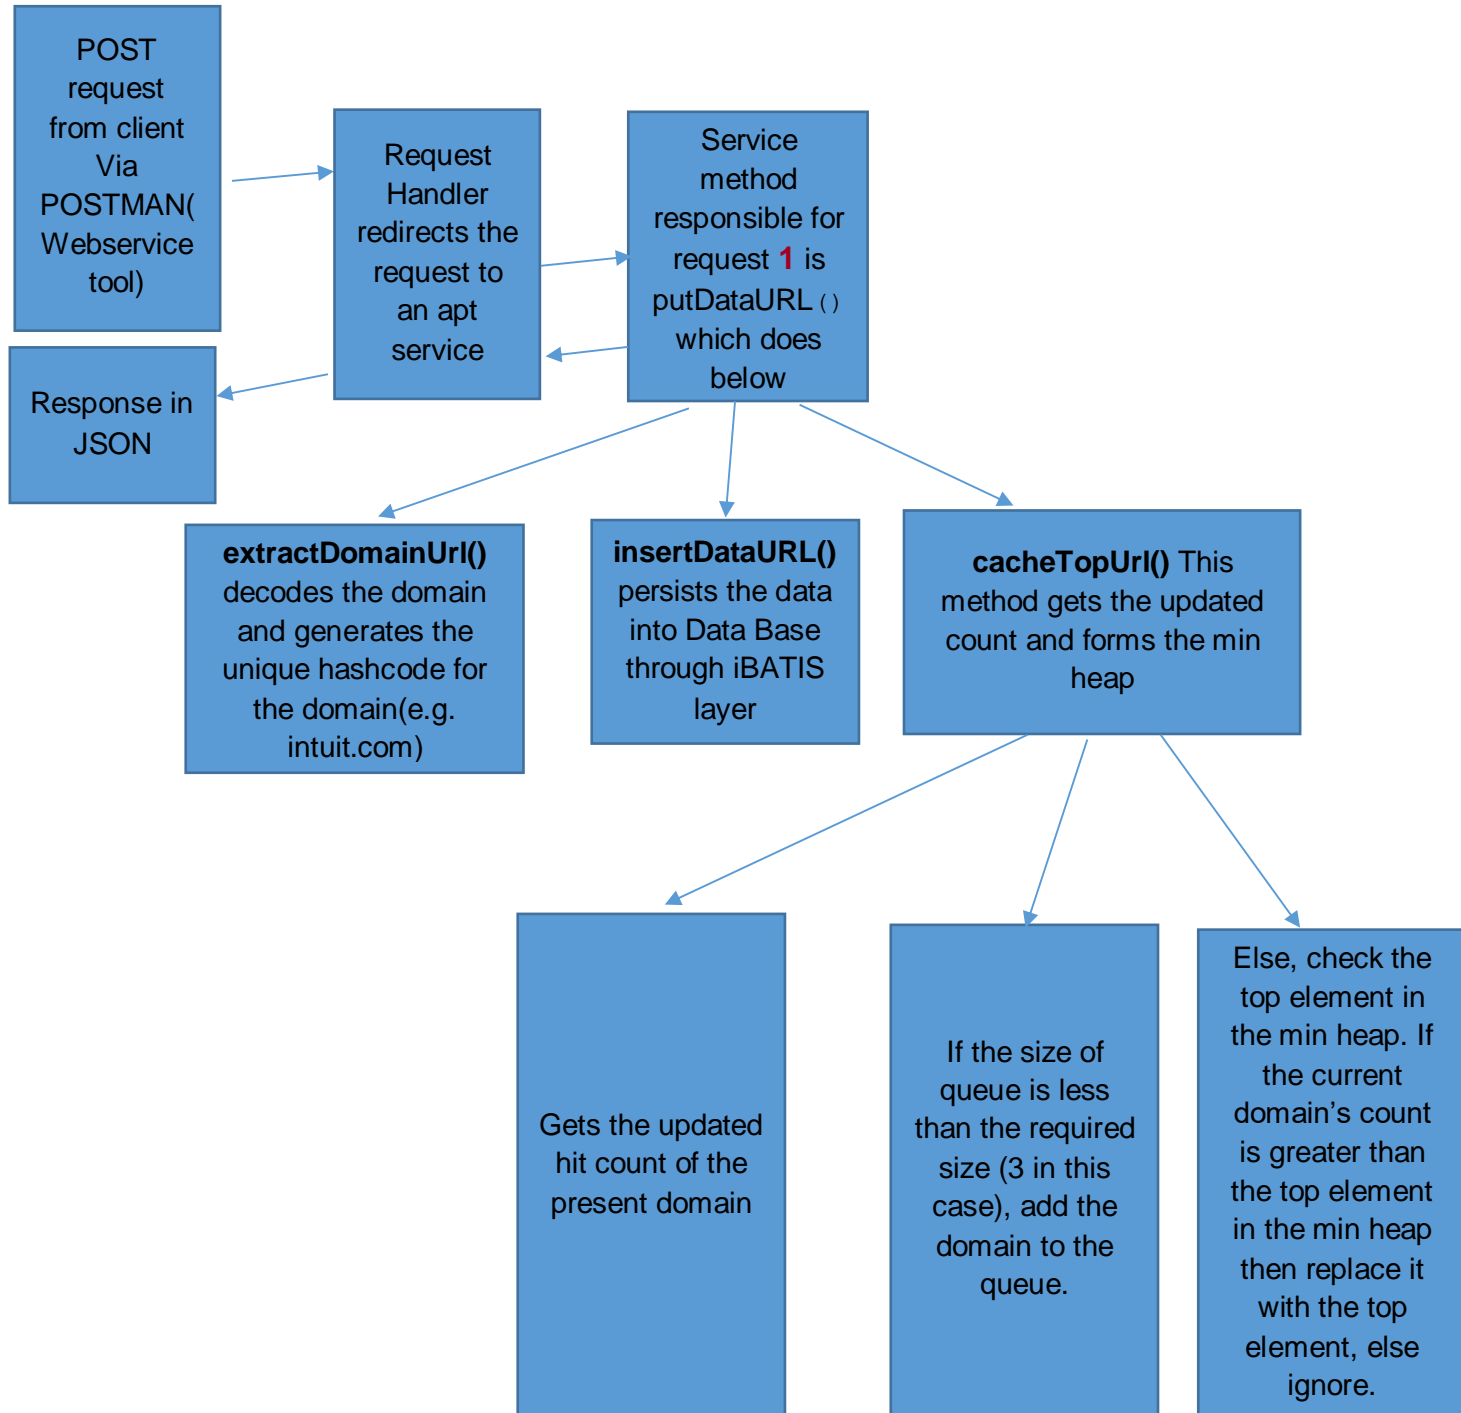 POST
request
from client
Via
POSTMAN(
Webservice
tool)
Request
Handler
redirects the
request to
an apt
service
Service
method
responsible for
request 1 is
putDataURL()
which does
below
Response in
JSON
extractDomainUrl()
decodes the domain
and generates the
unique hashcode for
the domain(e.g.
intuit.com)
insertDataURL()
persists the data
into Data Base
through iBATIS
layer
cacheTopUrl() This
method gets the updated
count and forms the min
heap
Gets the updated
hit count of the
present domain
If the size of
queue is less
than the required
size (3 in this
case), add the
domain to the
queue.
Else, check the
top element in
the min heap. If
the current
domain’s count
is greater than
the top element
in the min heap
then replace it
with the top
element, else
ignore.